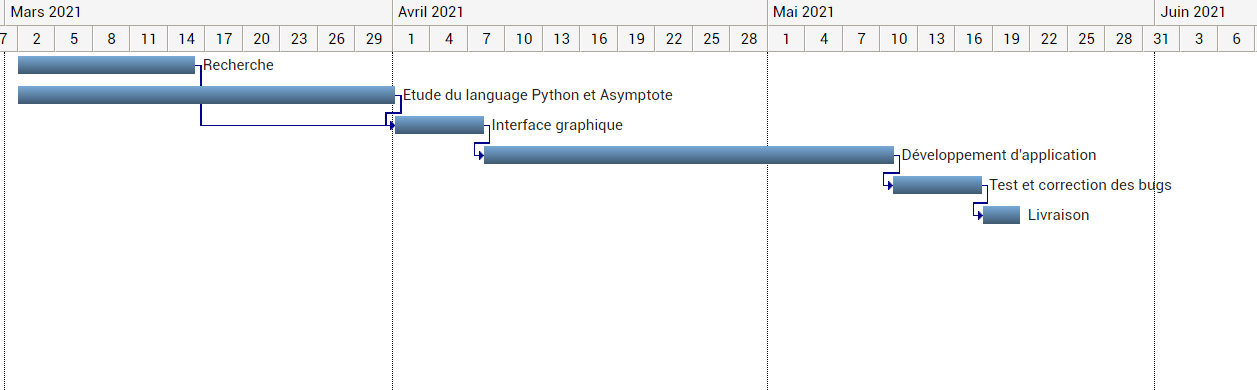 Mars 2021 Avril 2021 Mai 2021 Juin 2021
7 2 5 8 11 14 17 20 23 26 29 1 4 7 10 13 16 19 22 25 28 1 4 7 10 13 16 19 22 25 28 31 3 6
Recherche
Etude du language Python et Asymptote
Interface graphique
Développement d'application
Test et correction des bugs
Livraison